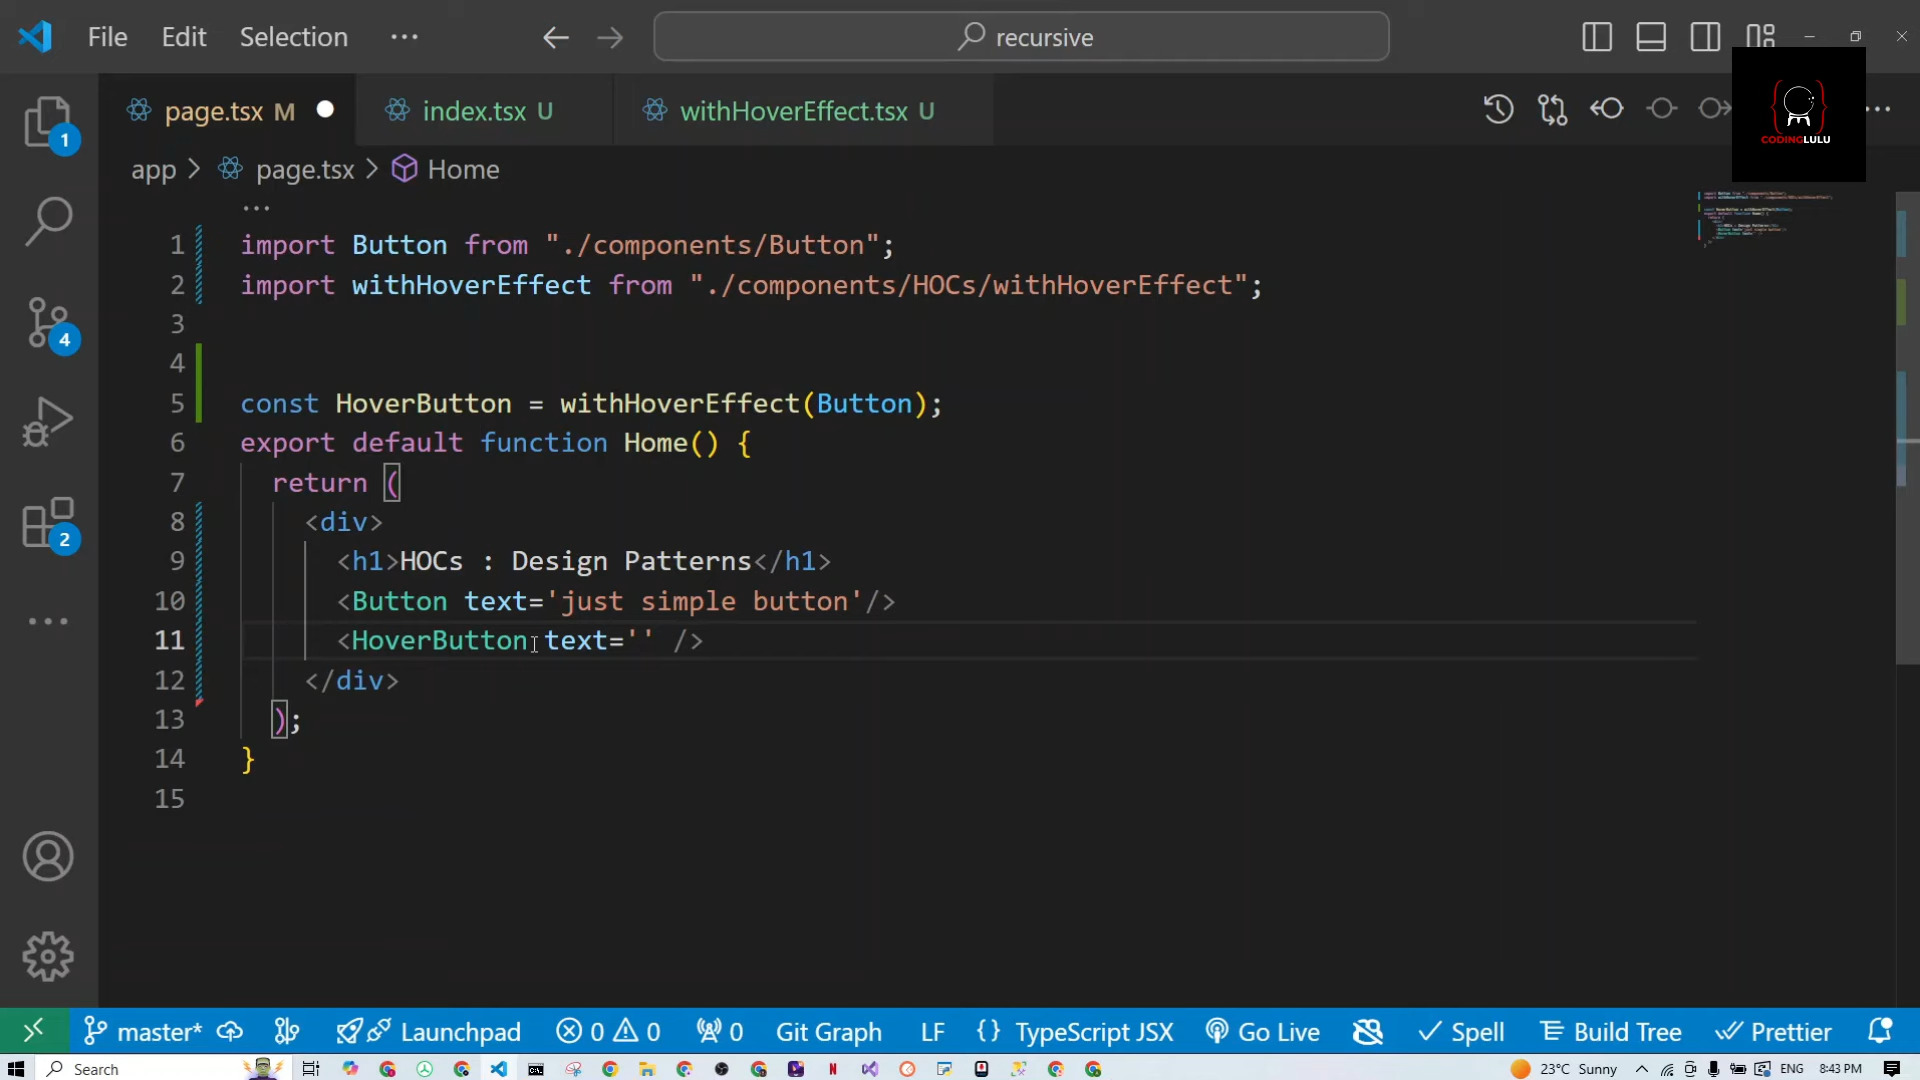 File Edit Selection ··· recursive
page.tsx M index.tsx U withHoverEffect.tsx U ···
CODINGLULU
app > page.tsx > Home
1
...
1 import Button from "./components/Button";
2 import withHoverEffect from "./components/HOCs/withHoverEffect";
3
4
4
5 const HoverButton = withHoverEffect(Button);
6 export default function Home() {
7 return (
8 <div>
9 <h1>HOCs : Design Patterns</h1>
2
10 <Button text='just simple button'/>
11 <HoverButton text='' />
12 </div>
13 );
14 }
15
master* Launchpad 0 0 0 Git Graph LF {} TypeScript JSX Go Live Spell Build Tree Prettier
Search 23°C Sunny ENG 8:43 PM